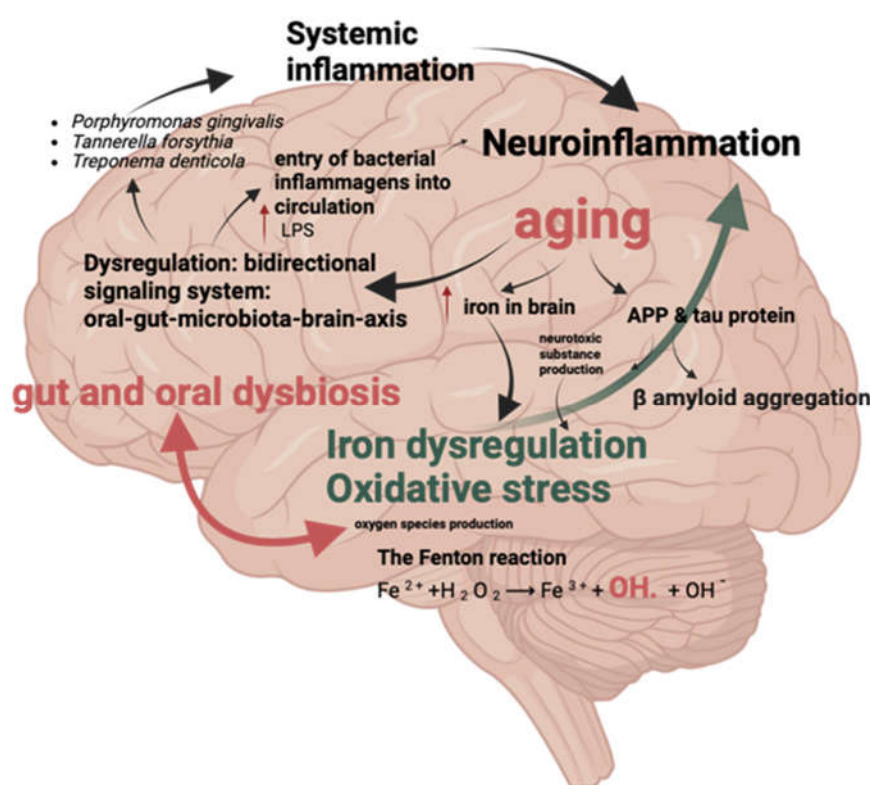 Systemic
inflammation
• Porphyromonas gingivalis
• Tannerella forsythia
• Treponema denticola
entry of bacterial
inflammagens into
circulation
LPS
Neuroinflammation
aging
Dysregulation: bidirectional
signaling system:
oral-gut-microbiota-brain-axis
iron in brain
APP & tau protein
neurotoxic
substance
production
β amyloid aggregation
gut and oral dysbiosis
Iron dysregulation
Oxidative stress
oxygen species production
The Fenton reaction
Fe ²⁺ +H ₂ O ₂ ⟶ Fe ³⁺ + OH. + OH ⁻